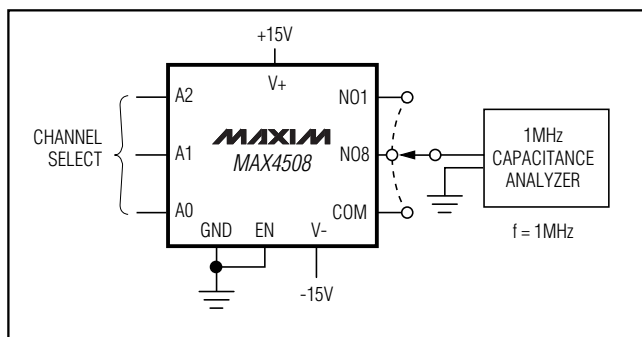 +15V
V+
A2
NO1
CHANNEL
SELECT
A1
MAXIM
MAX4508
NO8
1MHz
CAPACITANCE
ANALYZER
A0
COM
GND
EN
V-
f = 1MHz
-15V